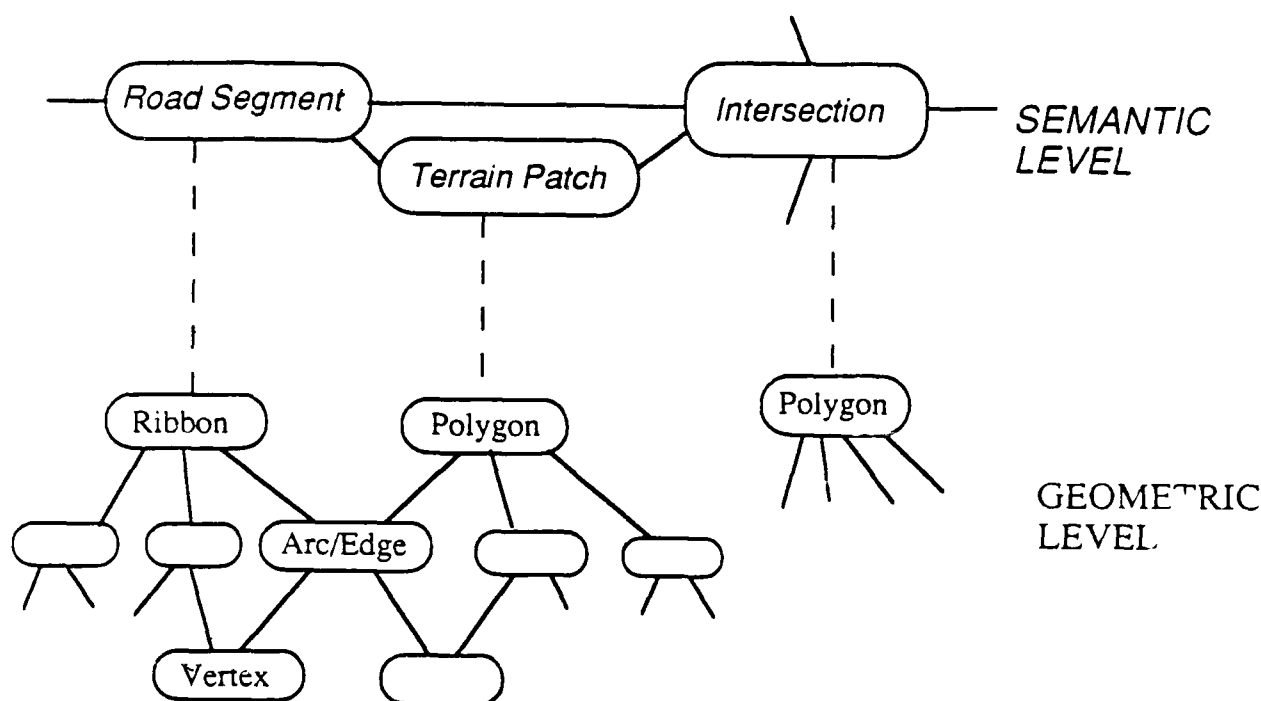 Road Segment
Intersection
SEMANTIC
LEVEL
Terrain Patch
Ribbon
Polygon
Polygon
GEOMETRIC
LEVEL
Arc/Edge
Vertex